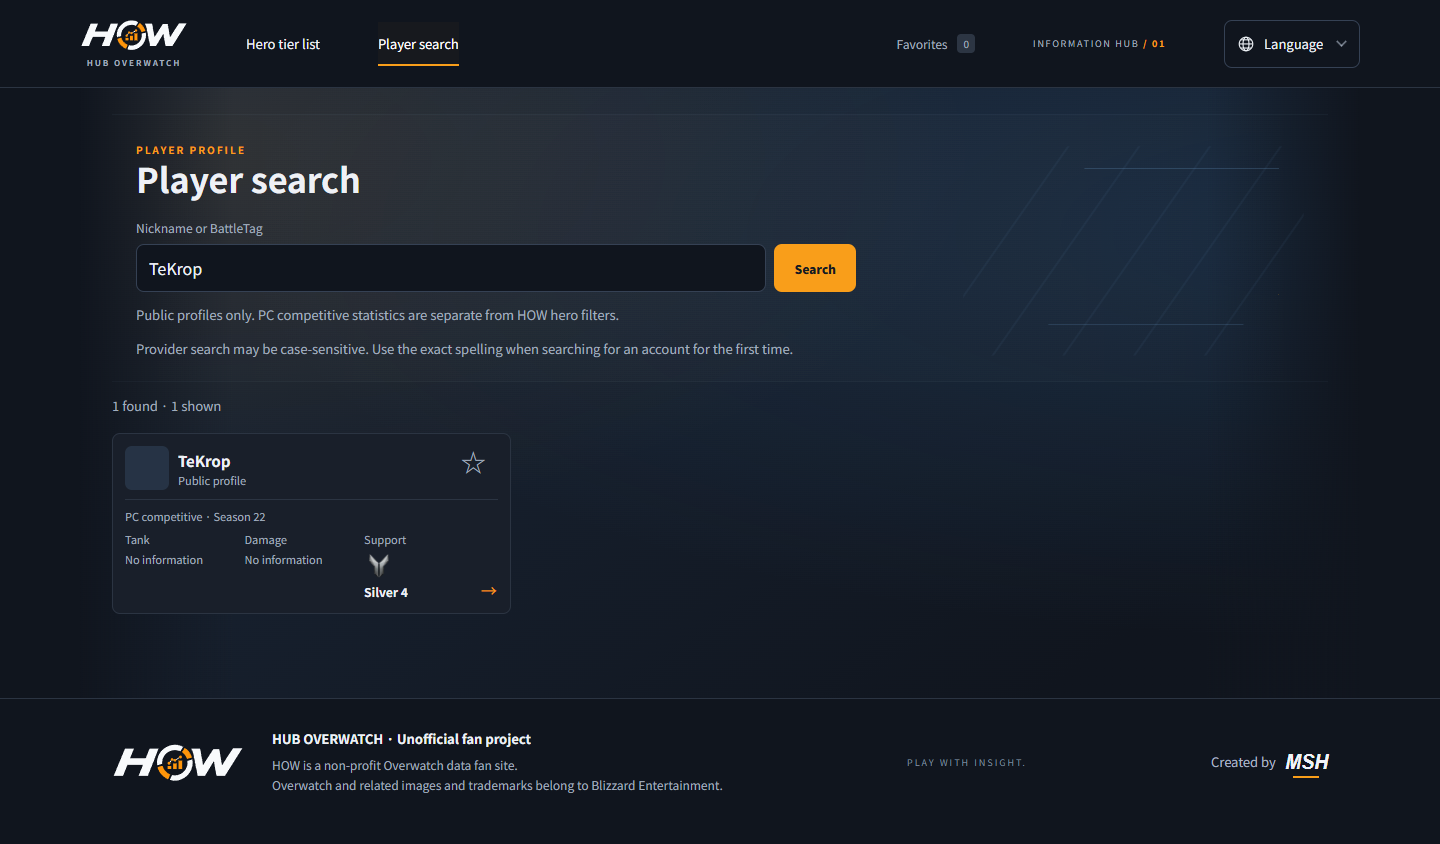 HOW
HUB OVERWATCH
Hero tier list
Player search
Favorites 0
INFORMATION HUB / 01
Language
PLAYER PROFILE
Player search
Nickname or BattleTag
TeKrop
Search
Public profiles only. PC competitive statistics are separate from HOW hero filters.
Provider search may be case-sensitive. Use the exact spelling when searching for an account for the first time.
1 found · 1 shown
TeKrop
Public profile
PC competitive · Season 22
Tank
No information
Damage
No information
Support
Silver 4
HOW
HUB OVERWATCH · Unofficial fan project
HOW is a non-profit Overwatch data fan site.
Overwatch and related images and trademarks belong to Blizzard Entertainment.
PLAY WITH INSIGHT.
Created by MSH